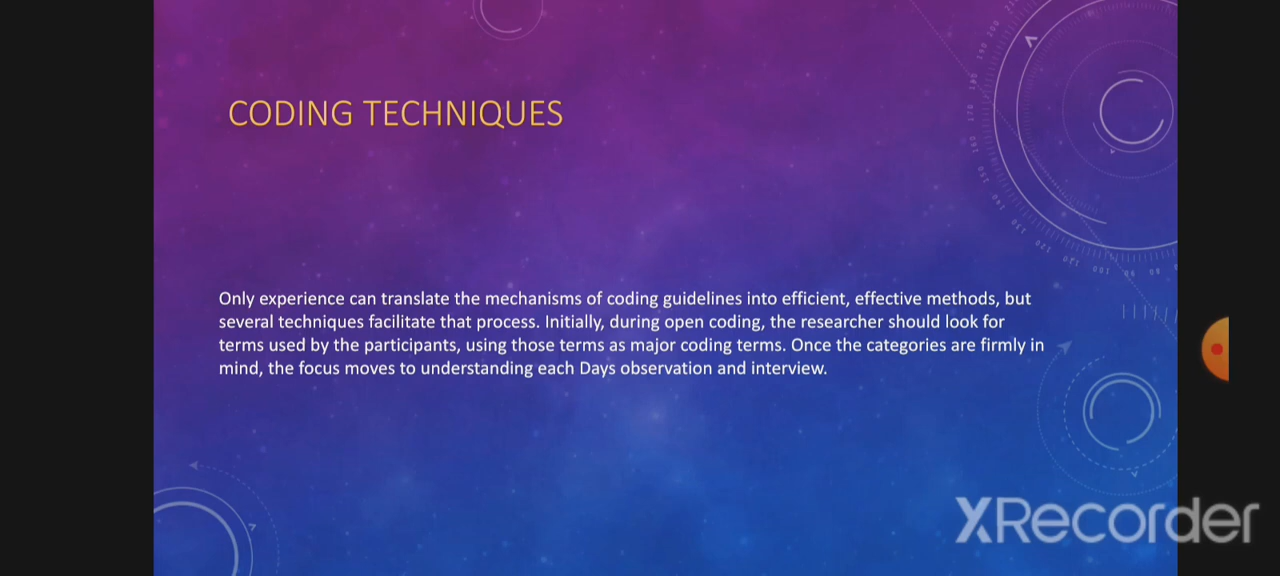 CODING TECHNIQUES
Only experience can translate the mechanisms of coding guidelines into efficient, effective methods, but
several techniques facilitate that process. Initially, during open coding, the researcher should look for
terms used by the participants, using those terms as major coding terms. Once the categories are firmly in
mind, the focus moves to understanding each Days observation and interview.
XRecorder